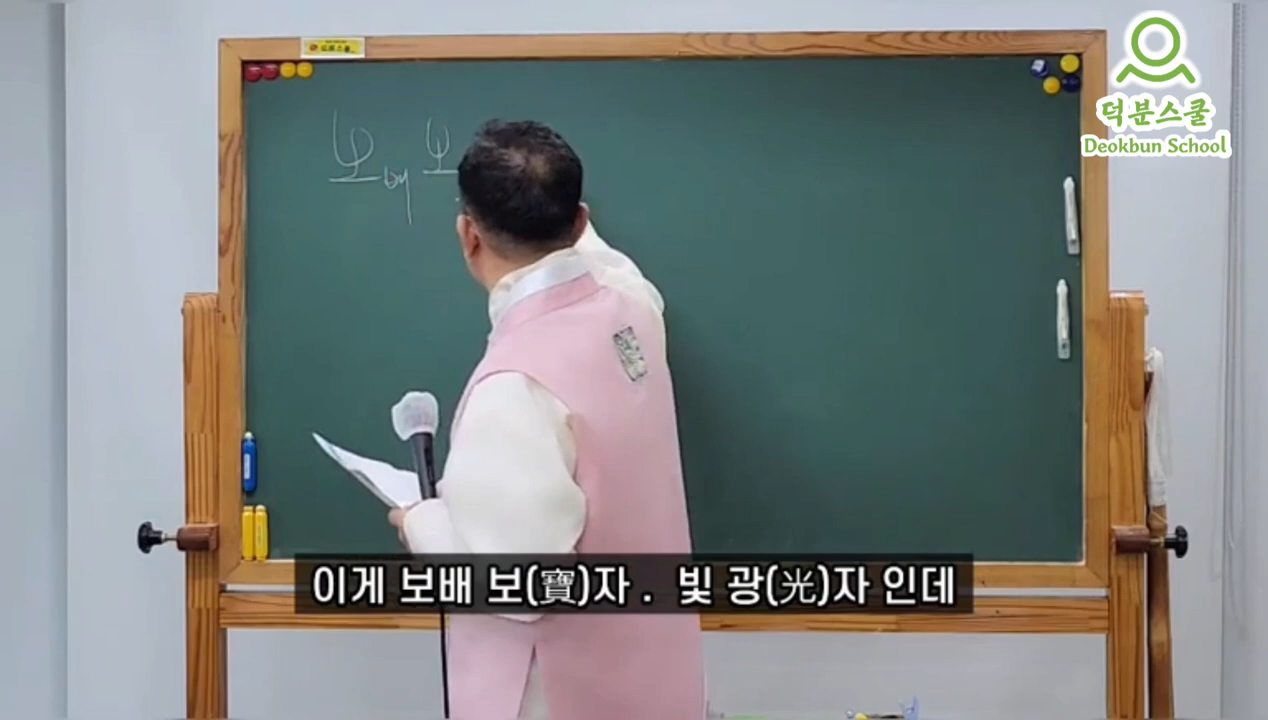 덕분스쿨
Deokbun School
보 by 보
이게 보배 보(寶)자 . 빛 광(光)자 인데